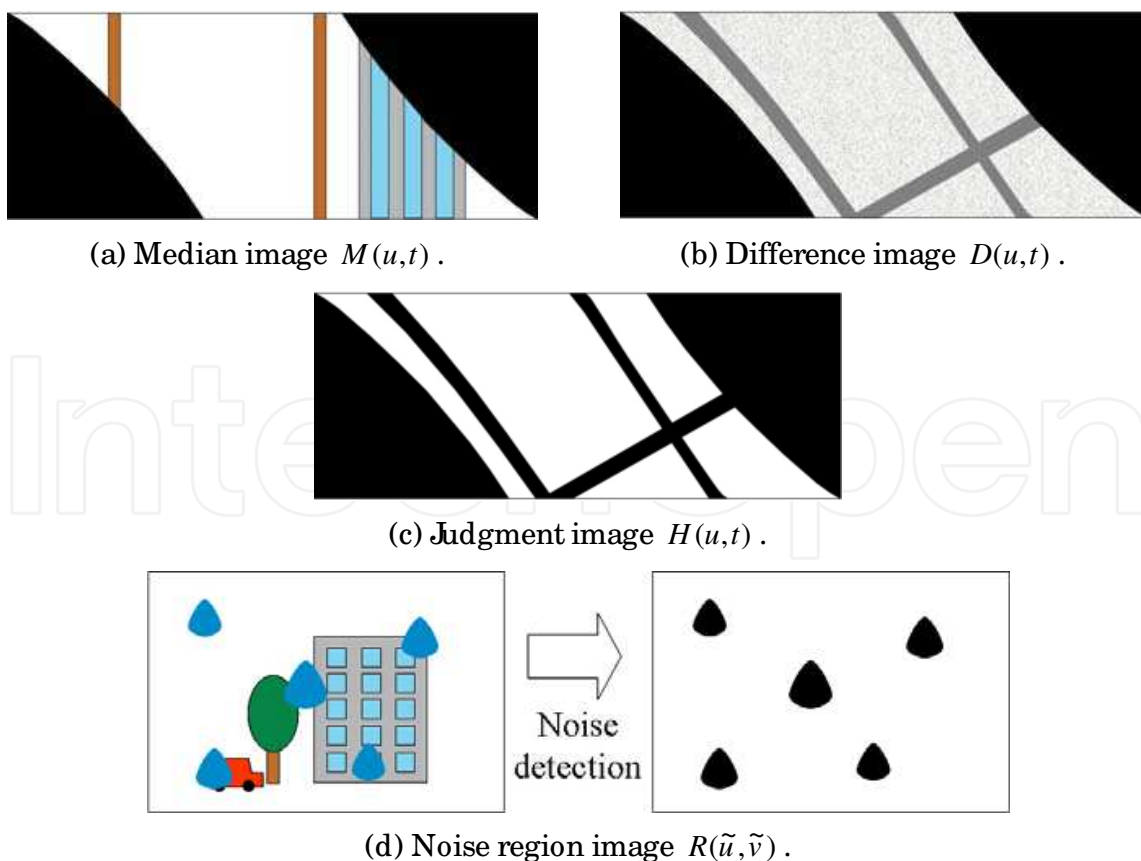 (a) Median image M(u,t) .
(b) Difference image D(u,t) .
(c) Judgment image H(u,t) .
Noise
detection
(d) Noise region image R(ũ,ṽ) .